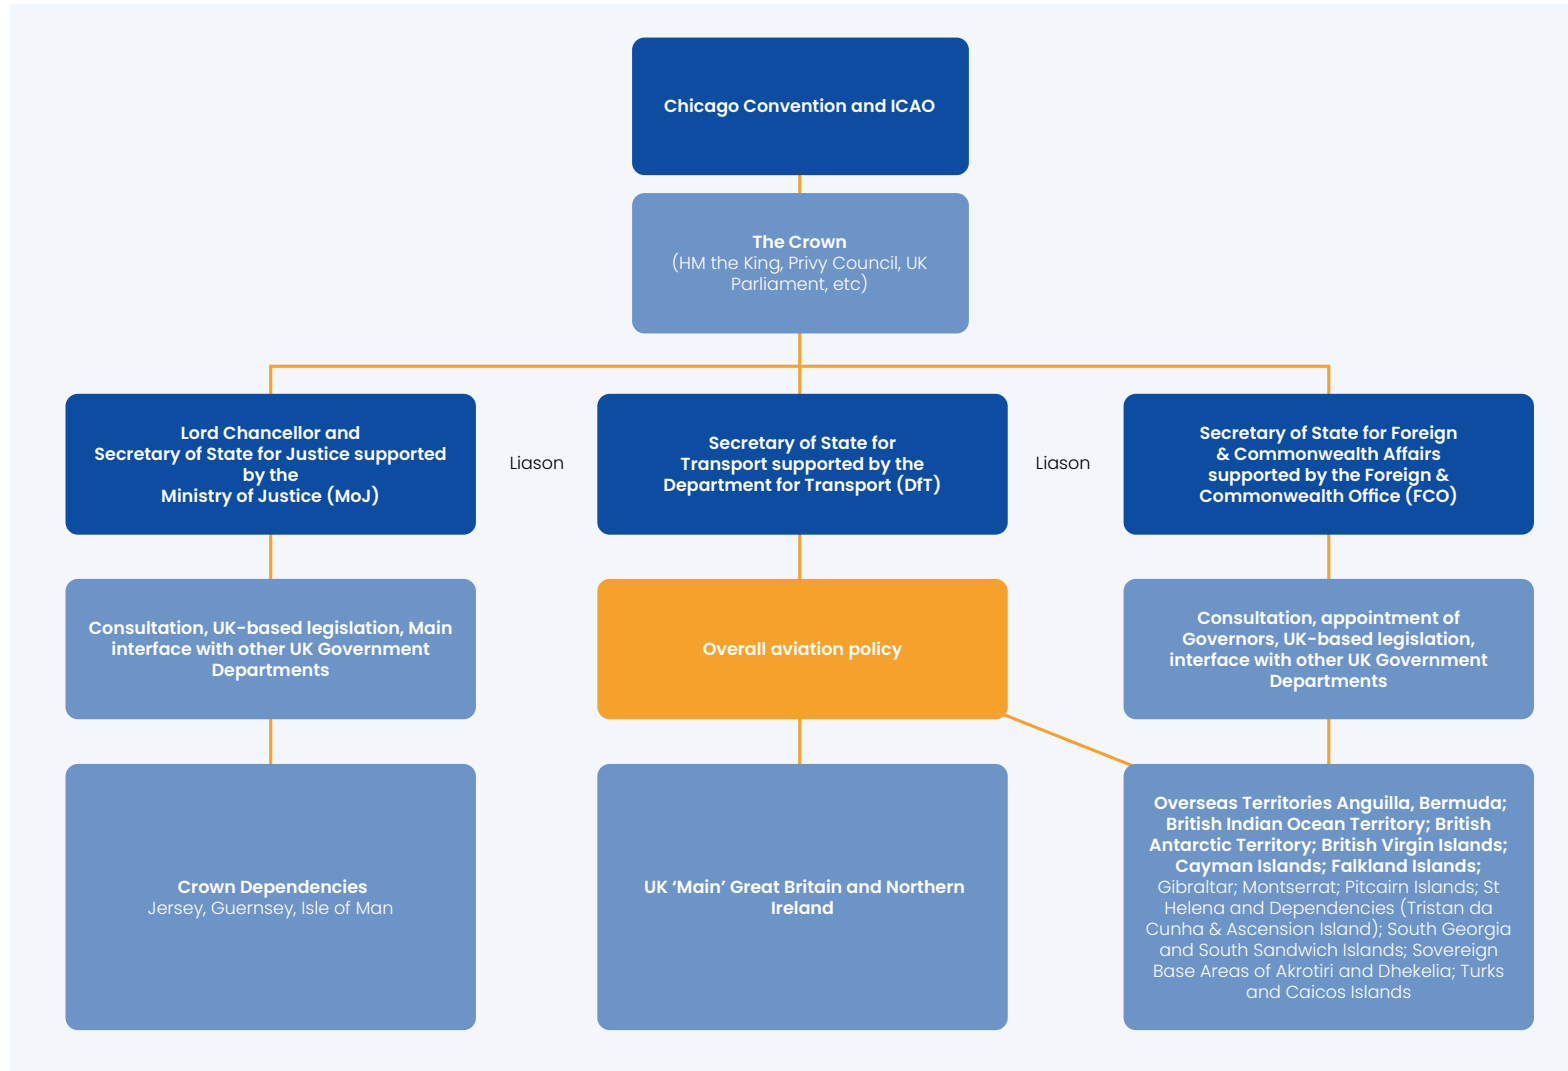 Chicago Convention and ICAO
The Crown
(HM the King, Privy Council, UK
Parliament, etc)
Lord Chancellor and
Secretary of State for Justice supported
by the
Ministry of Justice (MoJ)
Liason
Secretary of State for
Transport supported by the
Department for Transport (DfT)
Liason
Secretary of State for Foreign
& Commonwealth Affairs
supported by the Foreign &
Commonwealth Office (FCO)
Consultation, UK-based legislation, Main
interface with other UK Government
Departments
Overall aviation policy
Consultation, appointment of
Governors, UK-based legislation,
interface with other UK Government
Departments
Crown Dependencies
Jersey, Guernsey, Isle of Man
UK ‘Main’ Great Britain and Northern
Ireland
Overseas Territories Anguilla, Bermuda;
British Indian Ocean Territory; British
Antarctic Territory; British Virgin Islands;
Cayman Islands; Falkland Islands;
Gibraltar; Montserrat; Pitcairn Islands; St
Helena and Dependencies (Tristan da
Cunha & Ascension Island); South Georgia
and South Sandwich Islands; Sovereign
Base Areas of Akrotiri and Dhekelia; Turks
and Caicos Islands